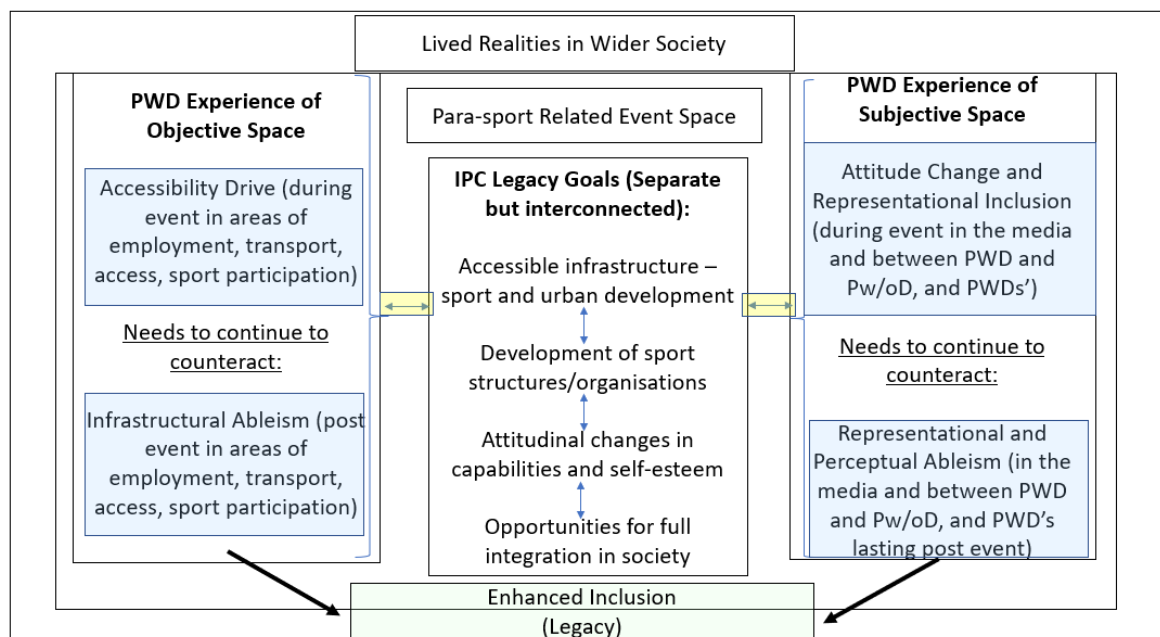 Lived Realities in Wider Society
PWD Experience of
Objective Space
Accessibility Drive (during
event in areas of
employment, transport,
access, sport participation)
Needs to continue to
counteract:
Infrastructural Ableism (post
event in areas of
employment, transport,
access, sport participation)
Para-sport Related Event Space
IPC Legacy Goals (Separate
but interconnected):
Accessible infrastructure –
sport and urban development
Development of sport
structures/organisations
Attitudinal changes in
capabilities and self-esteem
Opportunities for full
integration in society
PWD Experience of
Subjective Space
Attitude Change and
Representational Inclusion
(during event in the media
and between PWD and
Pw/oD, and PWDs’)
Needs to continue to
counteract:
Representational and
Perceptual Ableism (in the
media and between PWD
and Pw/oD, and PWD’s
lasting post event)
Enhanced Inclusion
(Legacy)